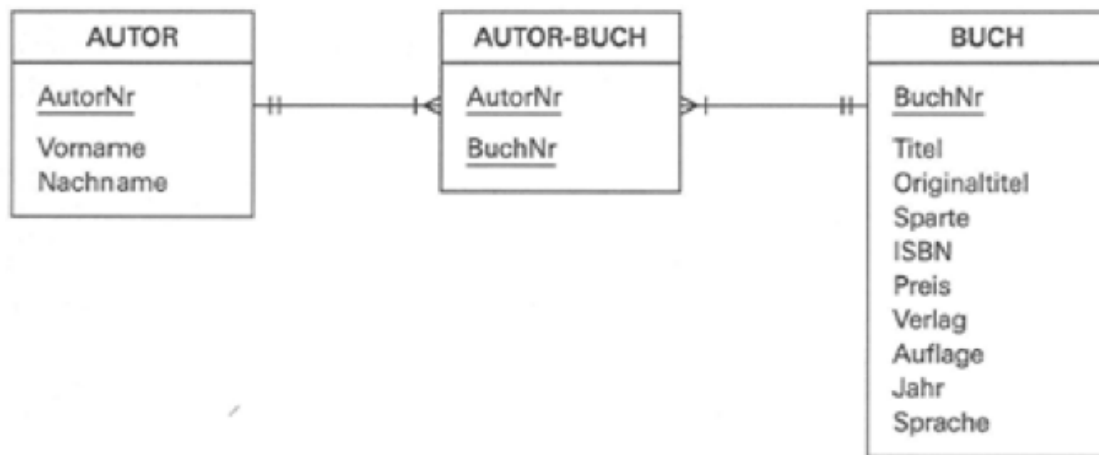 AUTOR
AutorNr
Vorname
Nachname
AUTOR-BUCH
AutorNr
BuchNr
BUCH
BuchNr
Titel
Originaltitel
Sparte
ISBN
Preis
Verlag
Auflage
Jahr
Sprache